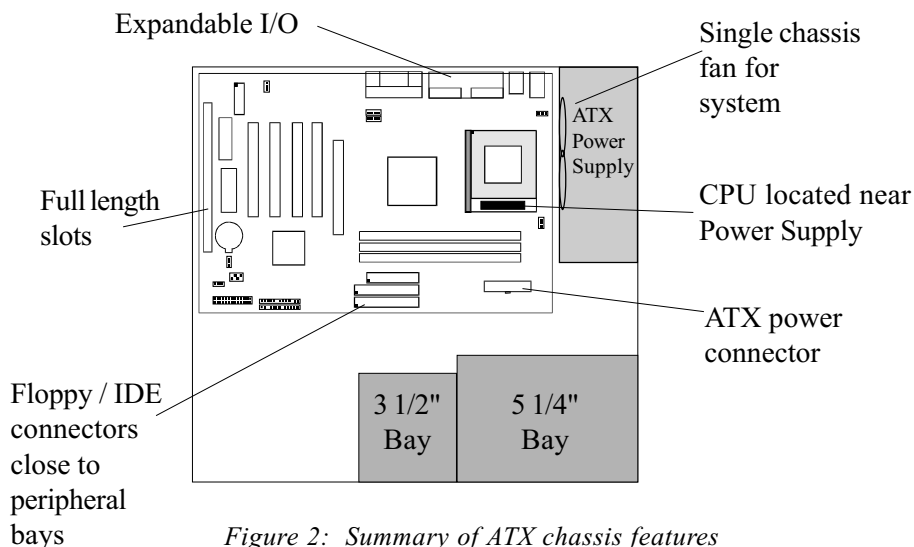 Expandable I/O
Single chassis
fan for
system
ATX
Power
Supply
Full length
slots
CPU located near
Power Supply
ATX power
connector
Floppy / IDE
connectors
close to
peripheral
bays
3 1/2"
Bay
5 1/4"
Bay
Figure 2: Summary of ATX chassis features